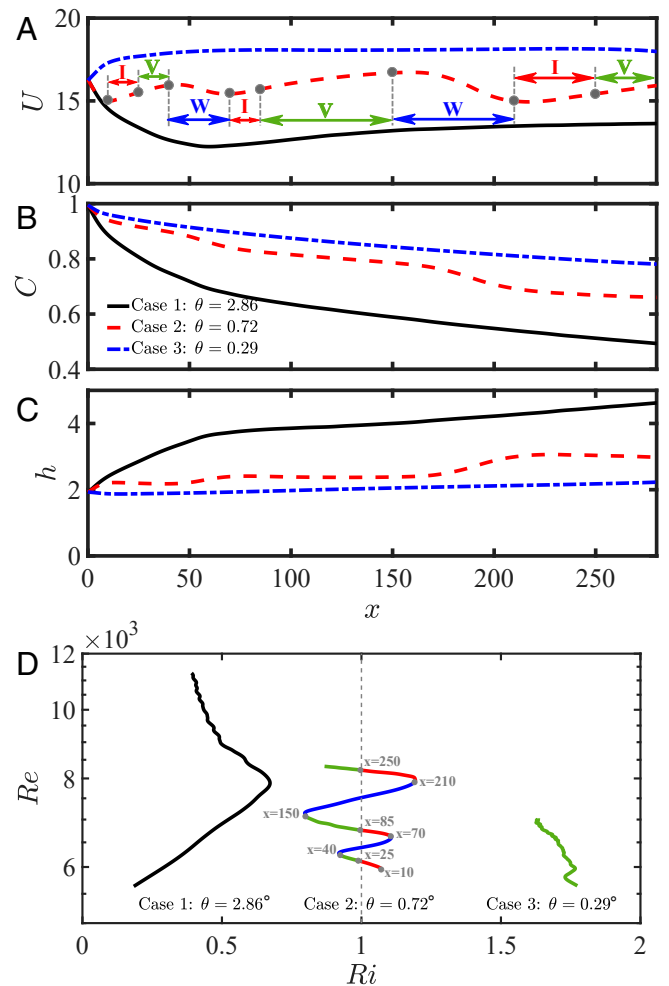 A
20
15
10
U
I
V
W
I
V
W
I
V
B
1
0.8
0.6
0.4
C
Case 1: θ = 2.86
Case 2: θ = 0.72
Case 3: θ = 0.29
C
4
2
0
h
0 50 100 150 200 250
x
D
×10³
12
10
8
6
Re
x=250
x=210
x=150
x=85
x=70
x=40
x=25
x=10
Case 1: θ = 2.86° Case 2: θ = 0.72° Case 3: θ = 0.29°
0 0.5 1 1.5 2
Ri